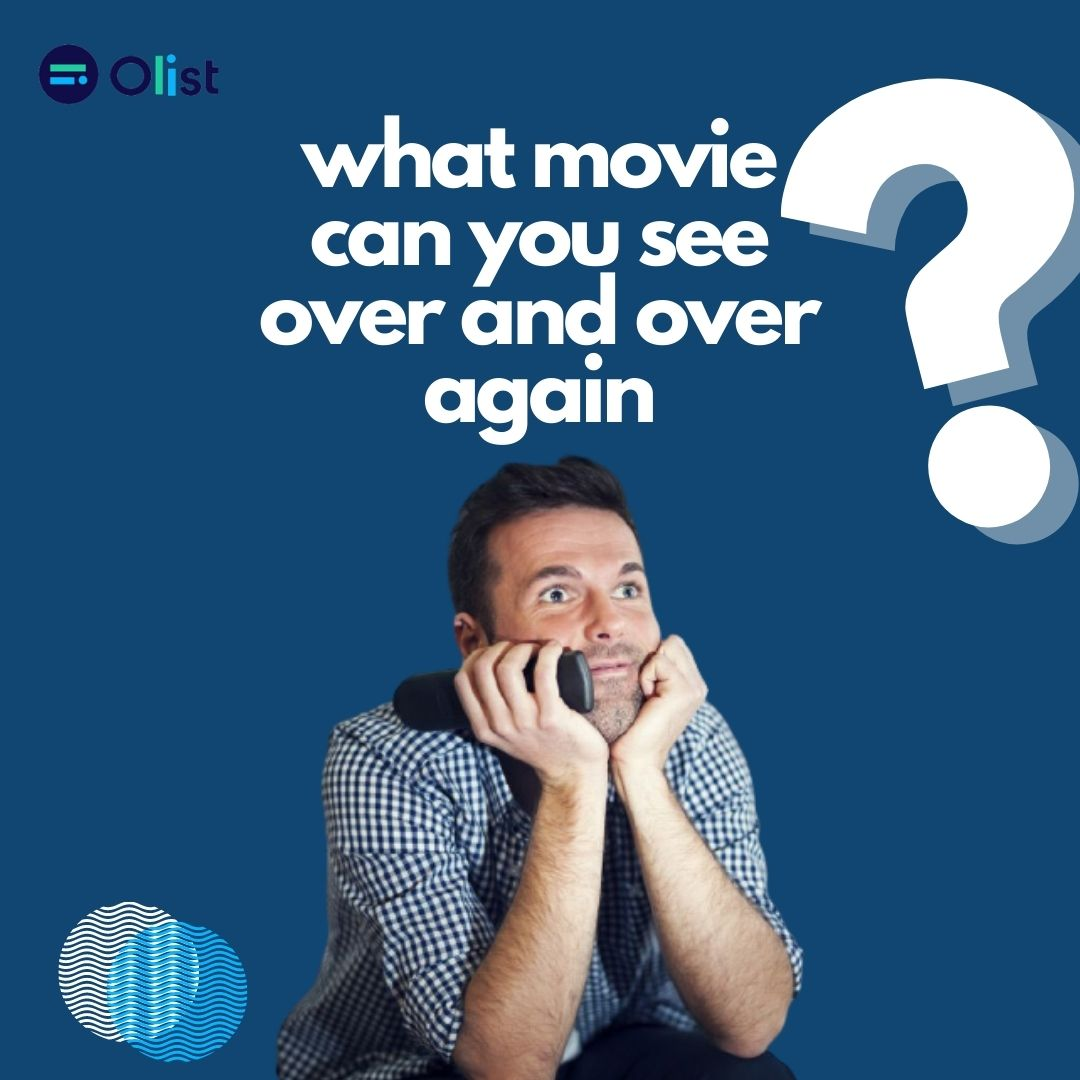 Olist
what movie
can you see
over and over
again
?